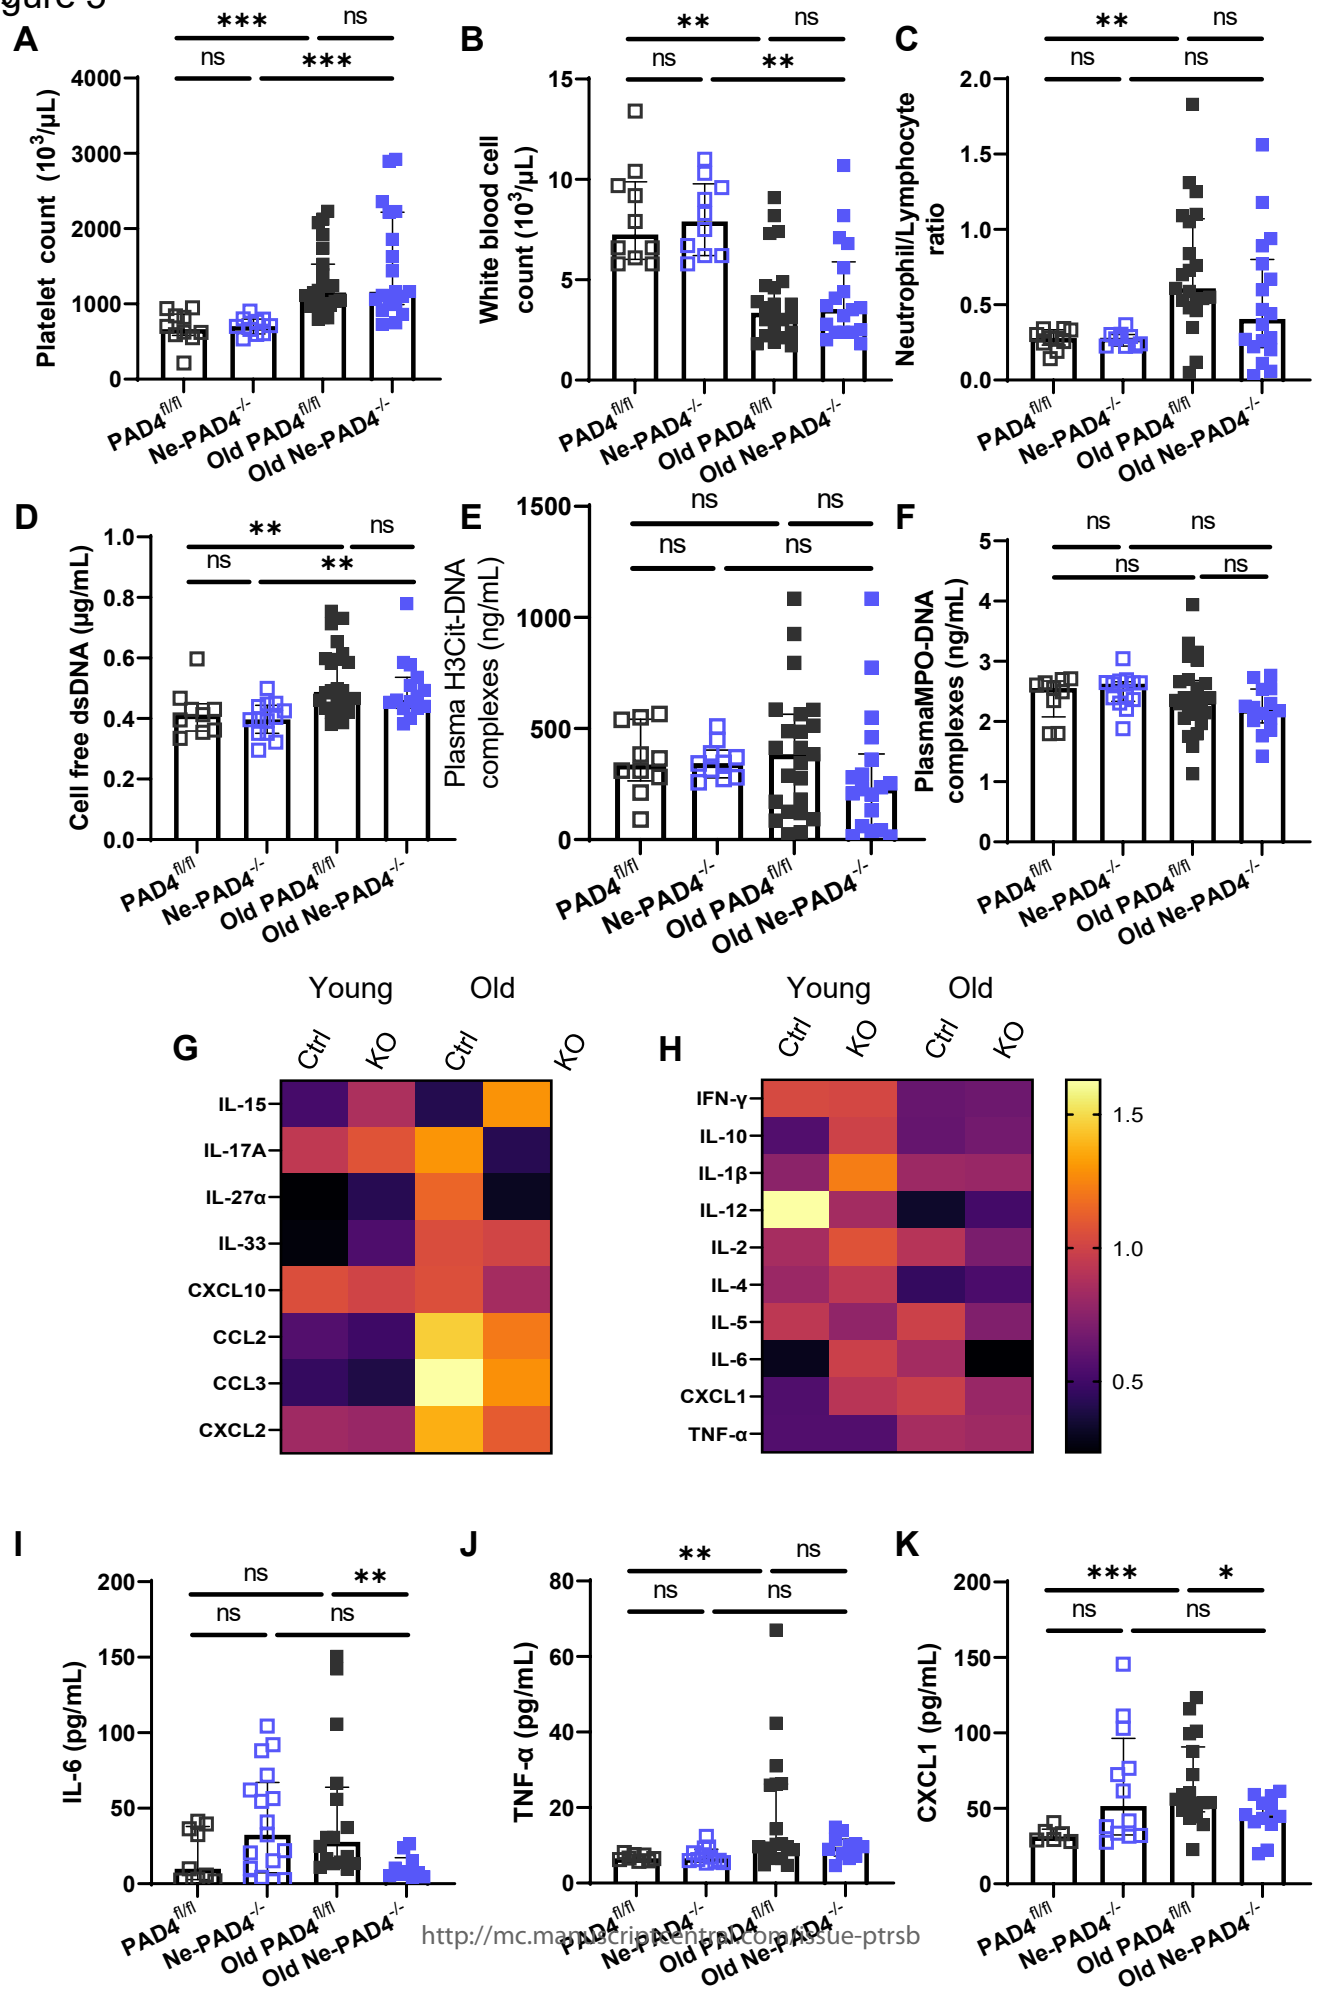 gure 5
A
***
ns
ns
***
Platelet count (10³/µL)
4000
3000
2000
1000
0
PAD4fl/fl
Ne-PAD4-/-
Old PAD4fl/fl
Old Ne-PAD4-/-
B
**
ns
ns
**
White blood cell
count (10³/µL)
15
10
5
0
PAD4fl/fl
Ne-PAD4-/-
Old PAD4fl/fl
Old Ne-PAD4-/-
C
**
ns
ns
ns
Neutrophil/Lymphocyte
ratio
2.0
1.5
1.0
0.5
0.0
PAD4fl/fl
Ne-PAD4-/-
Old PAD4fl/fl
Old Ne-PAD4-/-
D
**
ns
ns
**
Cell free dsDNA (µg/mL)
1.0
0.8
0.6
0.4
0.2
0.0
PAD4fl/fl
Ne-PAD4-/-
Old PAD4fl/fl
Old Ne-PAD4-/-
E
ns
ns
ns
ns
Plasma H3Cit-DNA
complexes (ng/mL)
1500
1000
500
0
PAD4fl/fl
Ne-PAD4-/-
Old PAD4fl/fl
Old Ne-PAD4-/-
F
ns
ns
ns
ns
PlasmaMPO-DNA
complexes (ng/mL)
5
4
3
2
1
0
PAD4fl/fl
Ne-PAD4-/-
Old PAD4fl/fl
Old Ne-PAD4-/-
G
Young
Old
Ctrl
KO
Ctrl
KO
IL-15
IL-17A
IL-27α
IL-33
CXCL10
CCL2
CCL3
CXCL2
H
Young
Old
Ctrl
KO
Ctrl
KO
IFN-γ
IL-10
IL-1β
IL-12
IL-2
IL-4
IL-5
IL-6
CXCL1
TNF-α
1.5
1.0
0.5
I
ns
**
ns
ns
IL-6 (pg/mL)
200
150
100
50
0
PAD4fl/fl
Ne-PAD4-/-
Old PAD4fl/fl
Old Ne-PAD4-/-
J
**
ns
ns
ns
TNF-α (pg/mL)
80
60
40
20
0
PAD4fl/fl
Ne-PAD4-/-
Old PAD4fl/fl
Old Ne-PAD4-/-
K
***
*
ns
ns
CXCL1 (pg/mL)
200
150
100
50
0
PAD4fl/fl
Ne-PAD4-/-
Old PAD4fl/fl
Old Ne-PAD4-/-
http://mc.manuscriptcentral.com/issue-ptrsb